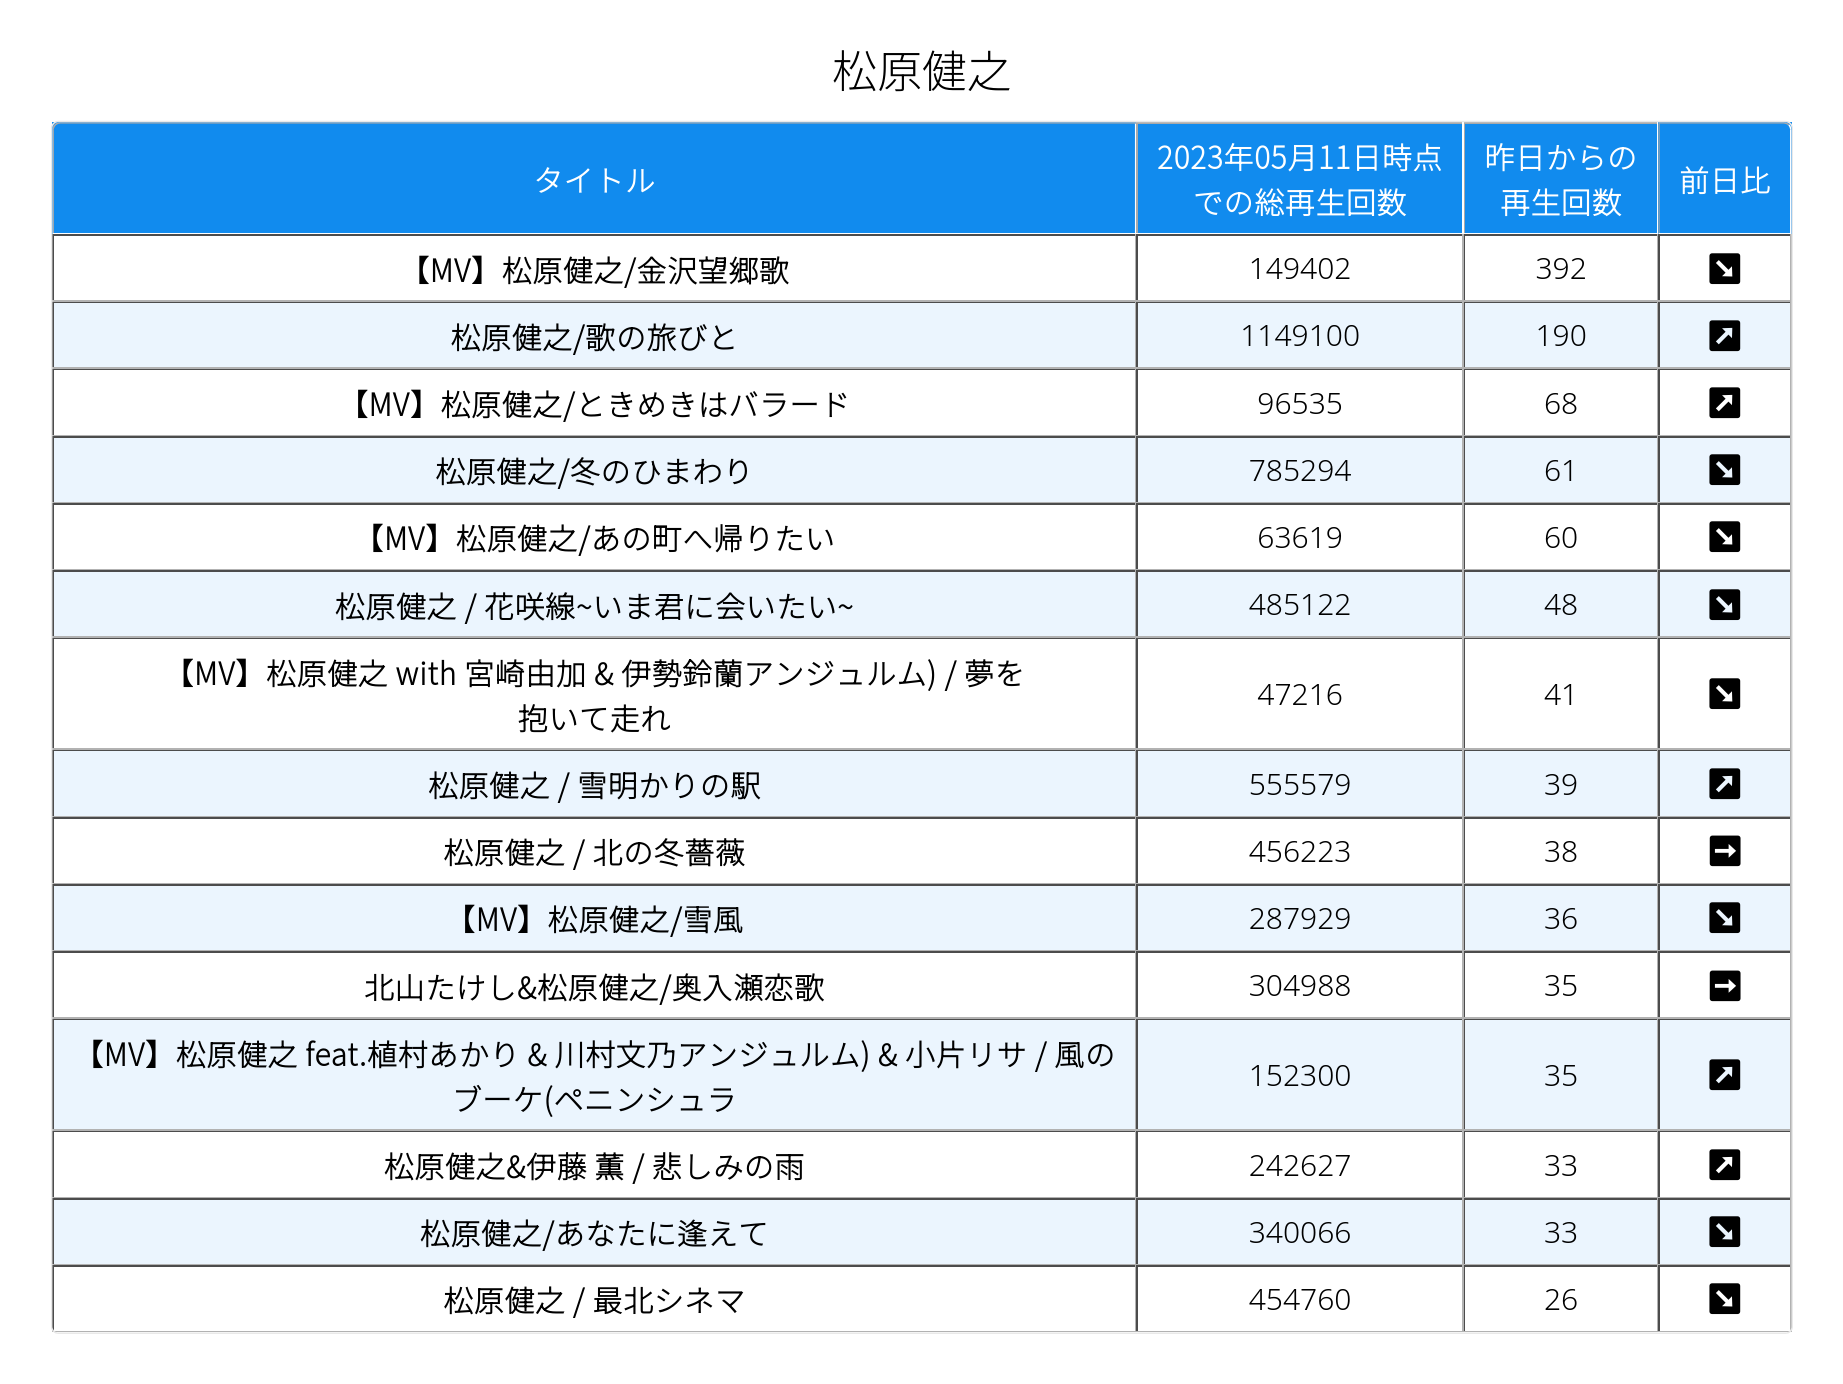 松原健之
タイトル
2023年05月11日時点
での総再生回数
昨日からの
再生回数
前日比
【MV】松原健之/金沢望郷歌 149402 392 ↘
松原健之/歌の旅びと 1149100 190 ↗
【MV】松原健之/ときめきはバラード 96535 68 ↗
松原健之/冬のひまわり 785294 61 ↘
【MV】松原健之/あの町へ帰りたい 63619 60 ↘
松原健之 / 花咲線~いま君に会いたい~ 485122 48 ↘
【MV】松原健之 with 宮崎由加 & 伊勢鈴蘭アンジュルム) / 夢を
抱いて走れ 47216 41 ↘
松原健之 / 雪明かりの駅 555579 39 ↗
松原健之 / 北の冬薔薇 456223 38 →
【MV】松原健之/雪風 287929 36 ↘
北山たけし&松原健之/奥入瀬恋歌 304988 35 →
【MV】松原健之 feat.植村あかり & 川村文乃アンジュルム) & 小片リサ / 風の
ブーケ(ペニンシュラ 152300 35 ↗
松原健之&伊藤 薫 / 悲しみの雨 242627 33 ↗
松原健之/あなたに逢えて 340066 33 ↘
松原健之 / 最北シネマ 454760 26 ↘